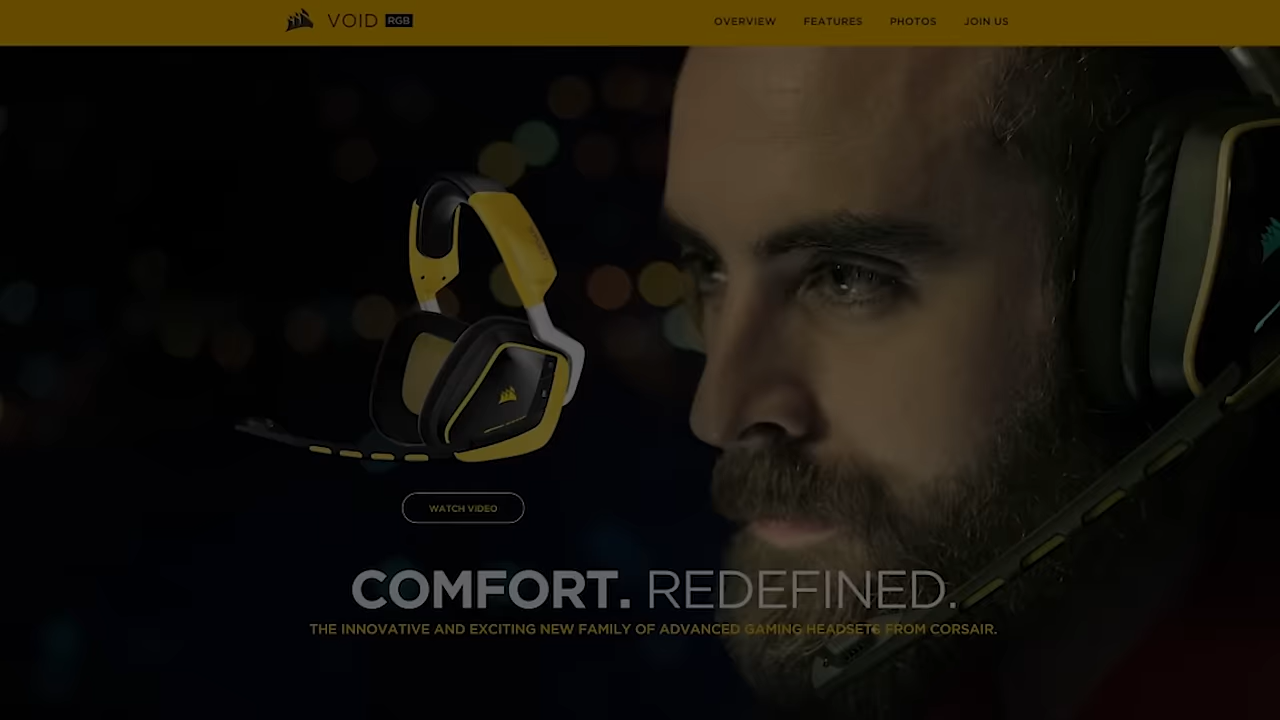 VOID RGB
OVERVIEW FEATURES PHOTOS JOIN US
WATCH VIDEO
COMFORT. REDEFINED.
THE INNOVATIVE AND EXCITING NEW FAMILY OF ADVANCED GAMING HEADSETS FROM CORSAIR.